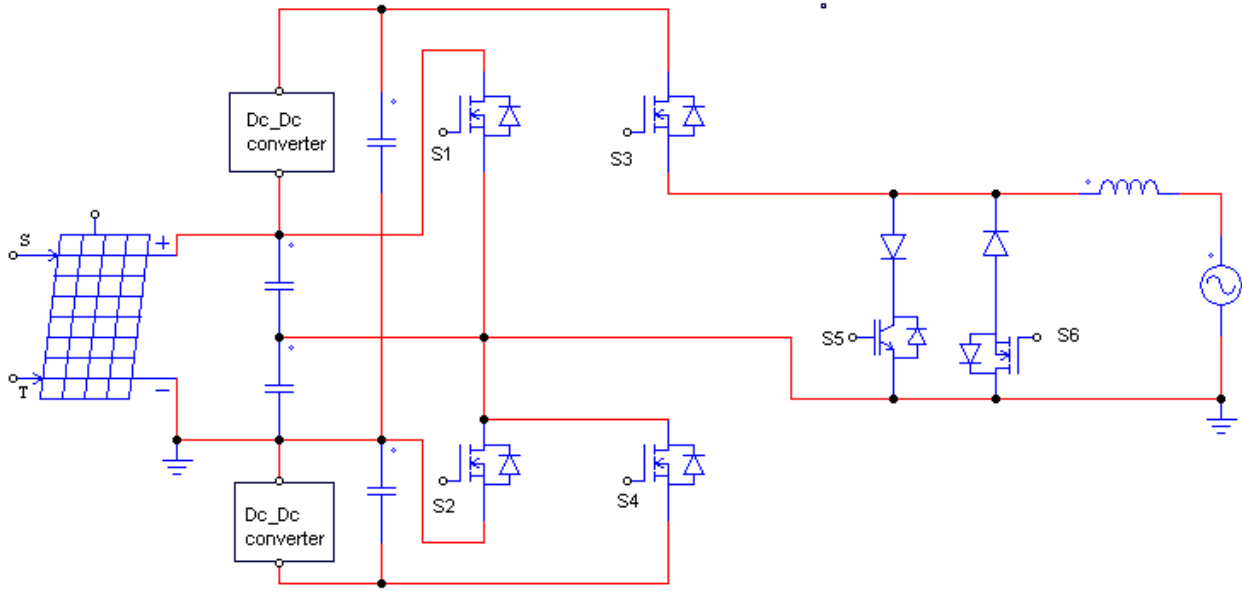 Dc_Dc
converter
S1
S3
S
+
S5
S6
T
−
S2
S4
Dc_Dc
converter